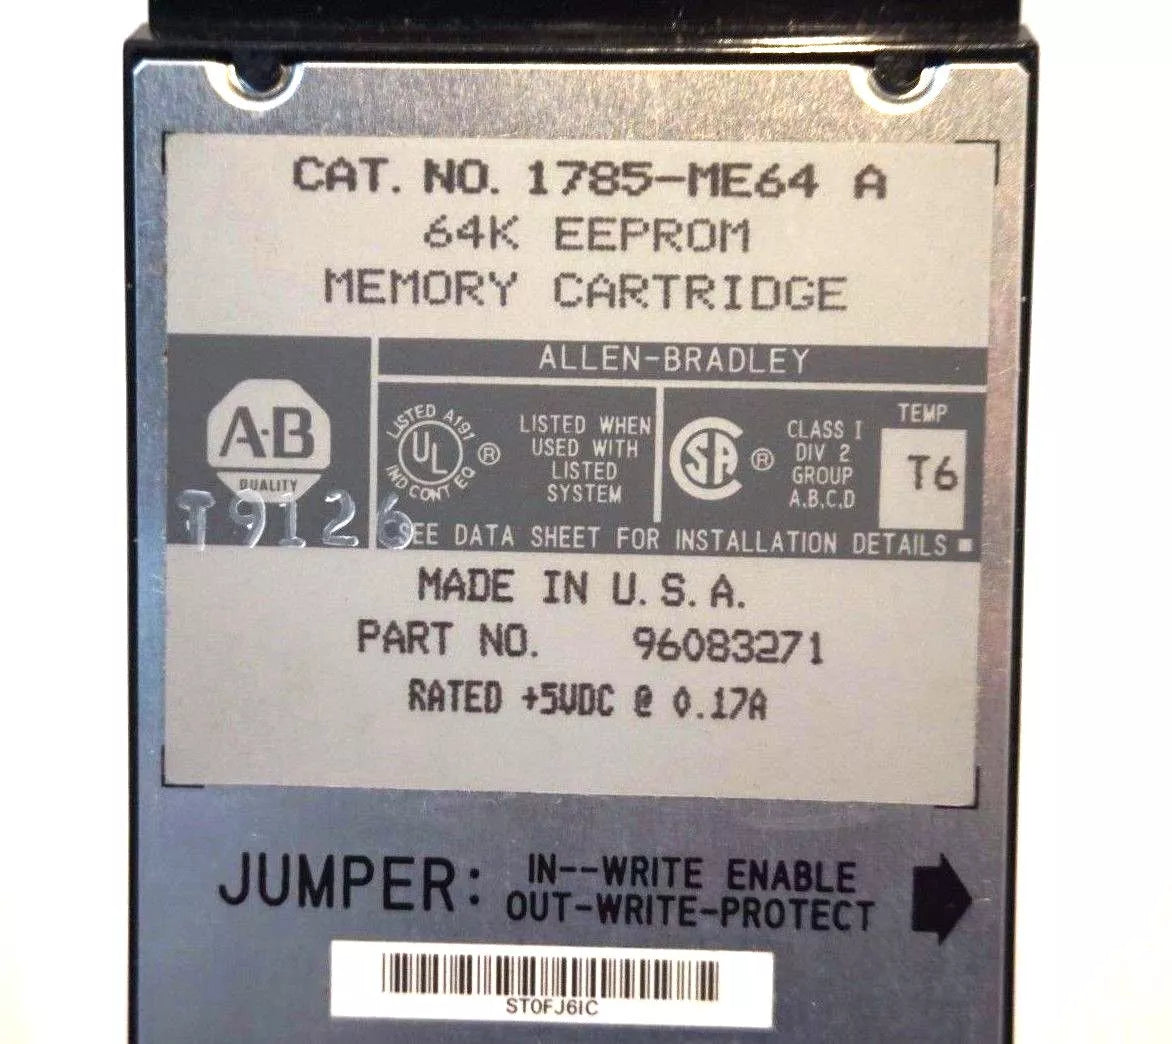 CAT. NO. 1785-ME64 A
64K EEPROM
MEMORY CARTRIDGE
ALLEN-BRADLEY
A-B
QUALITY
LISTED A191
UL ®
IND CONT EQ
LISTED WHEN
USED WITH
LISTED
SYSTEM
SA ®
CLASS I
DIV 2
GROUP
A,B,C,D
TEMP
T6
T9126
SEE DATA SHEET FOR INSTALLATION DETAILS
MADE IN U.S.A.
PART NO. 96083271
RATED +5VDC @ 0.17A
JUMPER: IN--WRITE ENABLE
OUT-WRITE-PROTECT
ST0FJ6IC